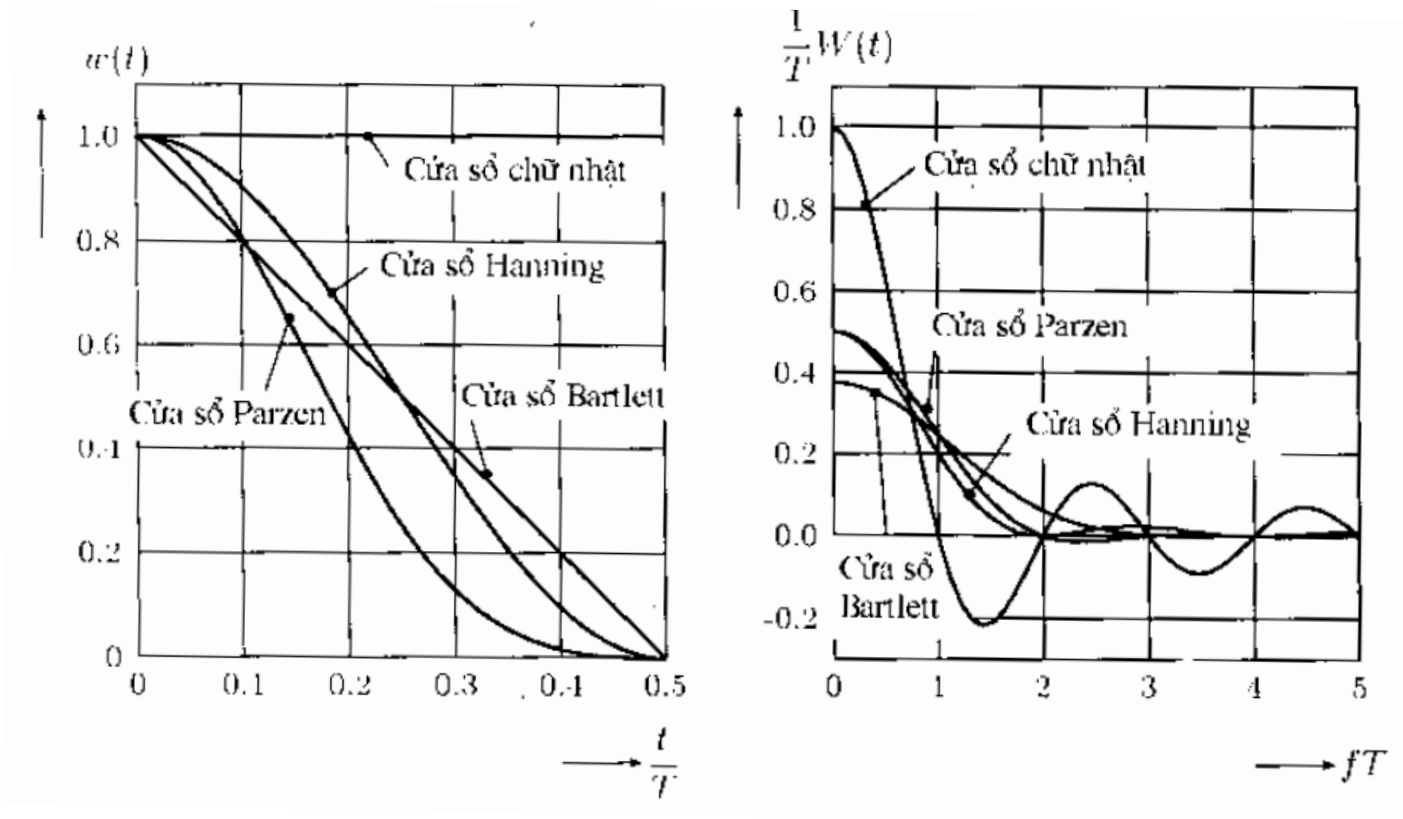 w(t)
1.0
Cửa sổ chữ nhật
Cửa sổ Hanning
0.8
0.6
Cửa sổ Bartlett
Cửa sổ Parzen
0.4
0.2
0
0 0.1 0.2 0.3 0.4 0.5
t
T
1
T
W(t)
1.0
Cửa sổ chữ nhật
0.8
0.6
Cửa sổ Parzen
0.4
Cửa sổ Hanning
0.2
0.0
Cửa sổ
Bartlett
-0.2
0 1 2 3 4 5
fT